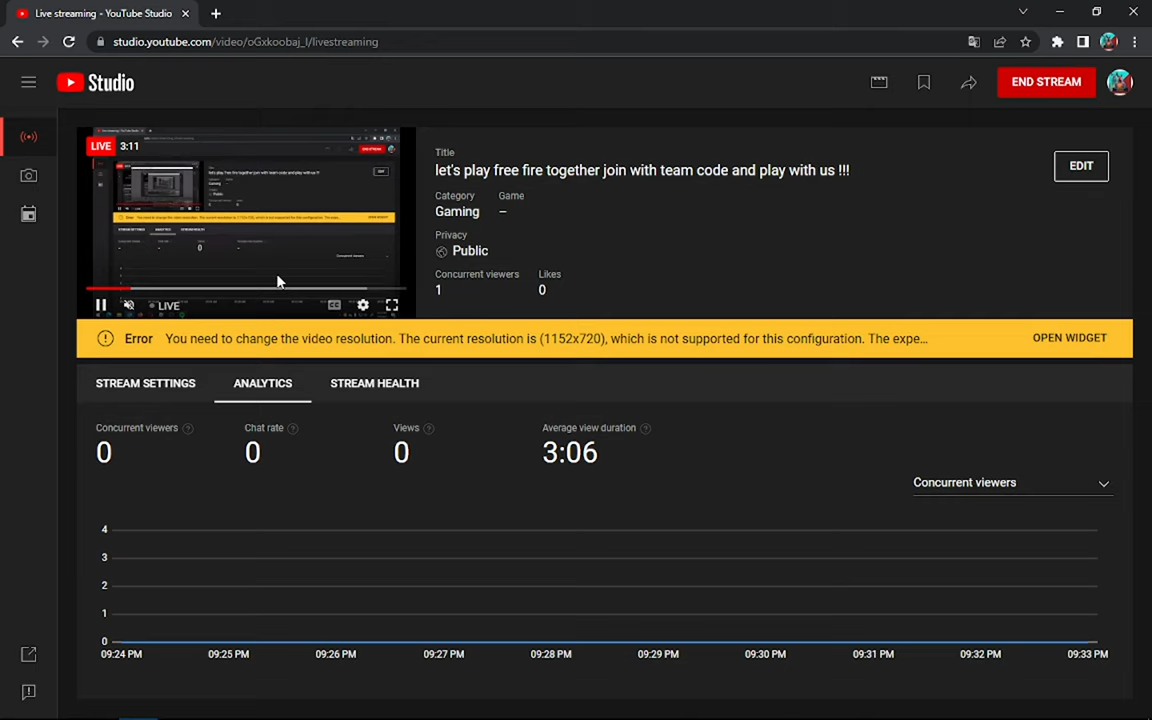 Live streaming - YouTube Studio
studio.youtube.com/video/oGxkoobaj_I/livestreaming
Studio
END STREAM
LIVE 3:11
LIVE
CC
Title
let's play free fire together join with team code and play with us !!!
EDIT
Category Game
Gaming –
Privacy
Public
Concurrent viewers Likes
1 0
Error You need to change the video resolution. The current resolution is (1152x720), which is not supported for this configuration. The expe... OPEN WIDGET
STREAM SETTINGS ANALYTICS STREAM HEALTH
Concurrent viewers Chat rate Views Average view duration
0 0 0 3:06
Concurrent viewers
4
3
2
1
0
09:24 PM 09:25 PM 09:26 PM 09:27 PM 09:28 PM 09:29 PM 09:30 PM 09:31 PM 09:32 PM 09:33 PM